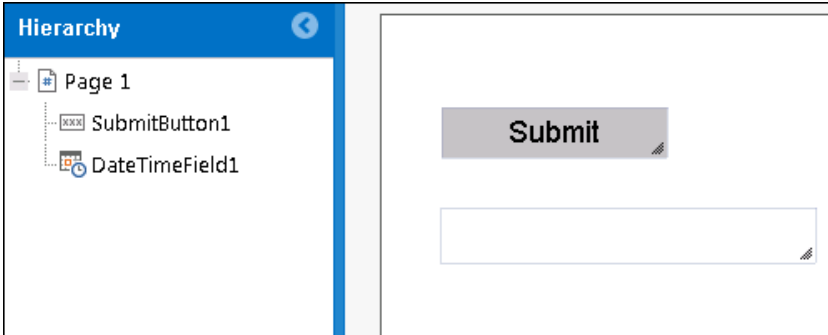 Hierarchy
Page 1
SubmitButton1
DateTimeField1
Submit